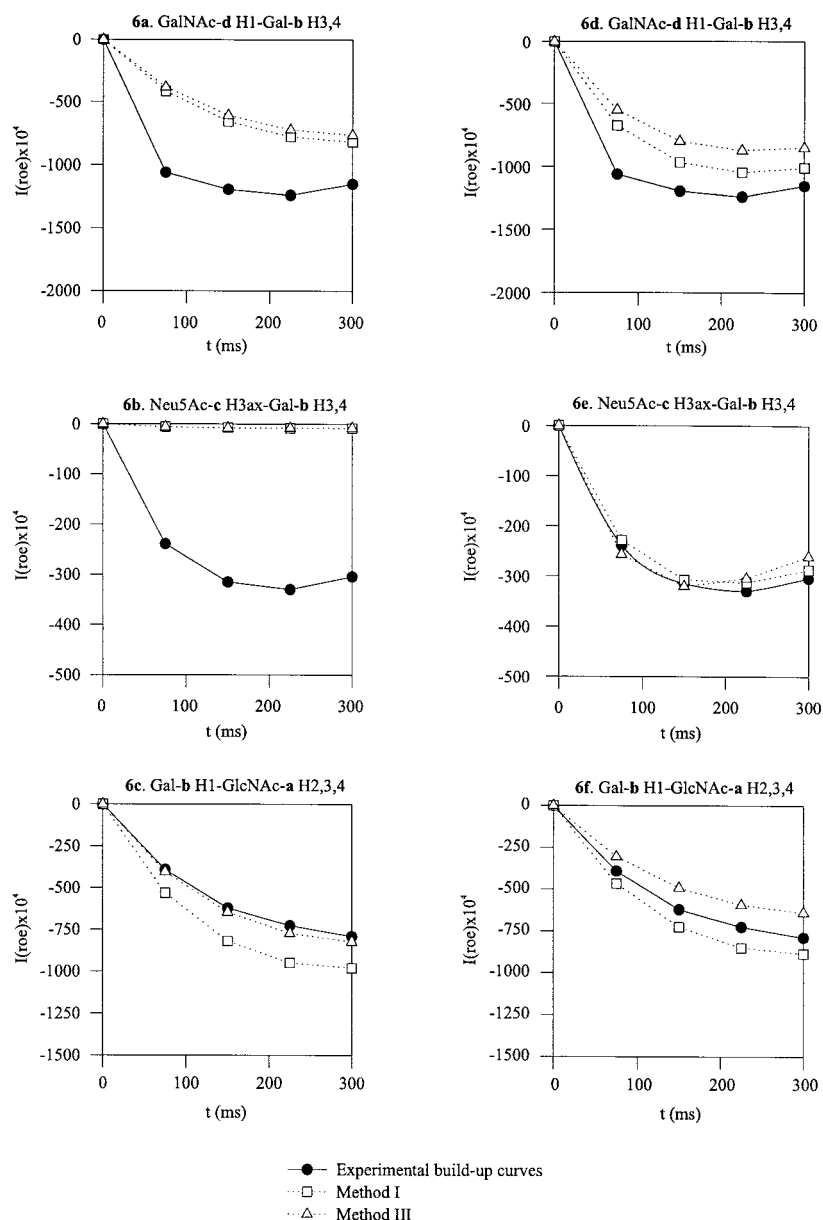 6a. GalNAc-d H1-Gal-b H3,4
0
-500
-1000
-1500
-2000
I(roe)x10⁴
0 100 200 300
t (ms)
6d. GalNAc-d H1-Gal-b H3,4
0
-500
-1000
-1500
-2000
I(roe)x10⁴
0 100 200 300
t (ms)
6b. Neu5Ac-c H3ax-Gal-b H3,4
0
-100
-200
-300
-400
-500
I(roe)x10⁴
0 100 200 300
t (ms)
6e. Neu5Ac-c H3ax-Gal-b H3,4
0
-100
-200
-300
-400
-500
I(roe)x10⁴
0 100 200 300
t (ms)
6c. Gal-b H1-GlcNAc-a H2,3,4
0
-250
-500
-750
-1000
-1250
-1500
I(roe)x10⁴
0 100 200 300
t (ms)
6f. Gal-b H1-GlcNAc-a H2,3,4
0
-250
-500
-750
-1000
-1250
-1500
I(roe)x10⁴
0 100 200 300
t (ms)
Experimental build-up curves
Method I
Method III